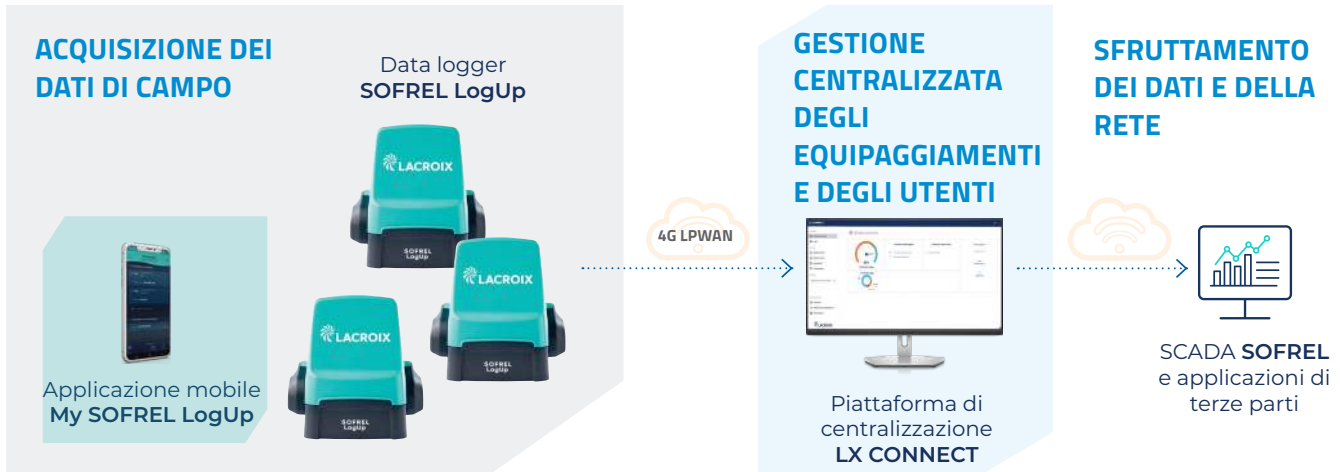 ACQUISIZIONE DEI
DATI DI CAMPO
Data logger
SOFREL LogUp
LACROIX
SOFREL
LogUp
LACROIX
SOFREL
LogUp
LACROIX
SOFREL
LogUp
Applicazione mobile
My SOFREL LogUp
4G LPWAN
GESTIONE
CENTRALIZZATA
DEGLI
EQUIPAGGIAMENTI
E DEGLI UTENTI
LACROIX
Piattaforma di
centralizzazione
LX CONNECT
SFRUTTAMENTO
DEI DATI E DELLA
RETE
SCADA SOFREL
e applicazioni di
terze parti